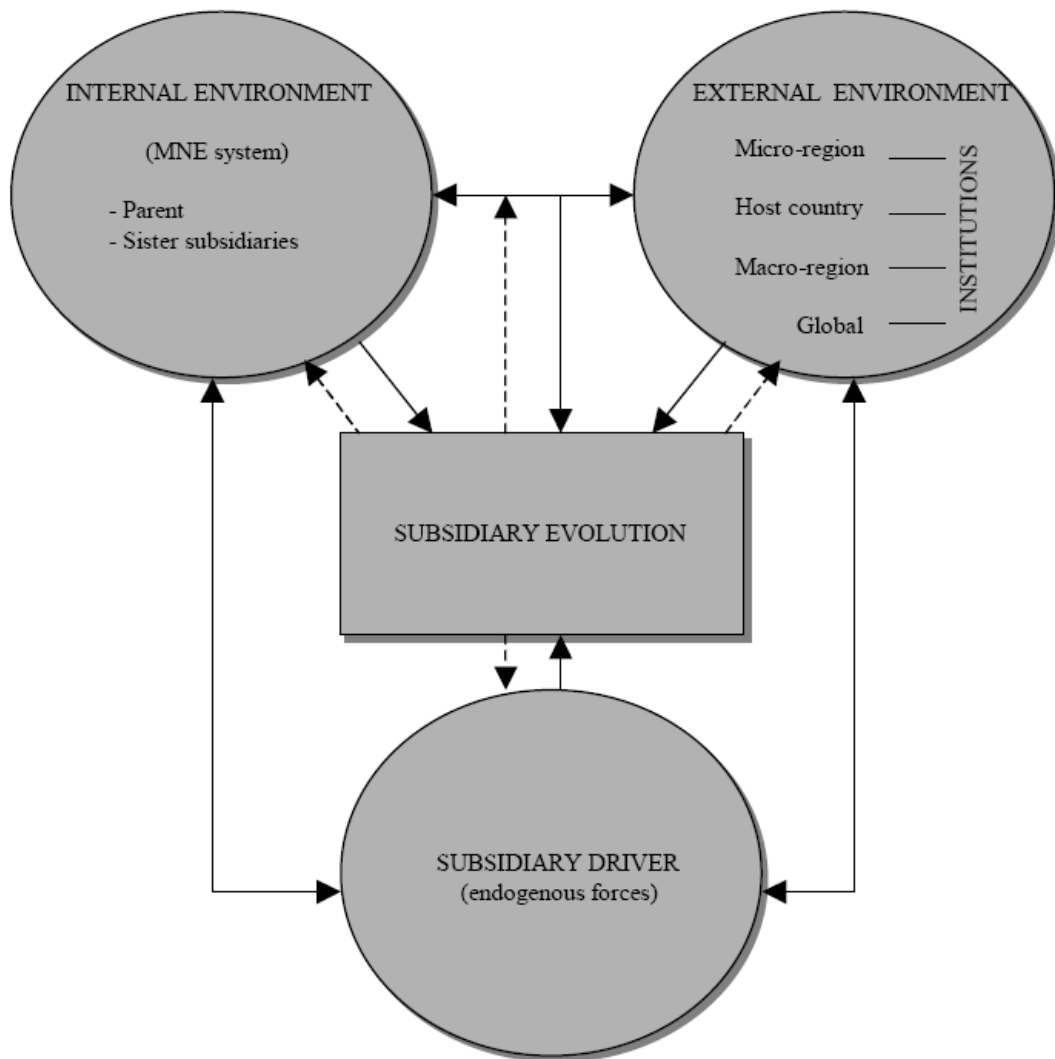 INTERNAL ENVIRONMENT
(MNE system)
- Parent
- Sister subsidiaries
EXTERNAL ENVIRONMENT
Micro-region
Host country
Macro-region
Global
INSTITUTIONS
SUBSIDIARY EVOLUTION
SUBSIDIARY DRIVER
(endogenous forces)